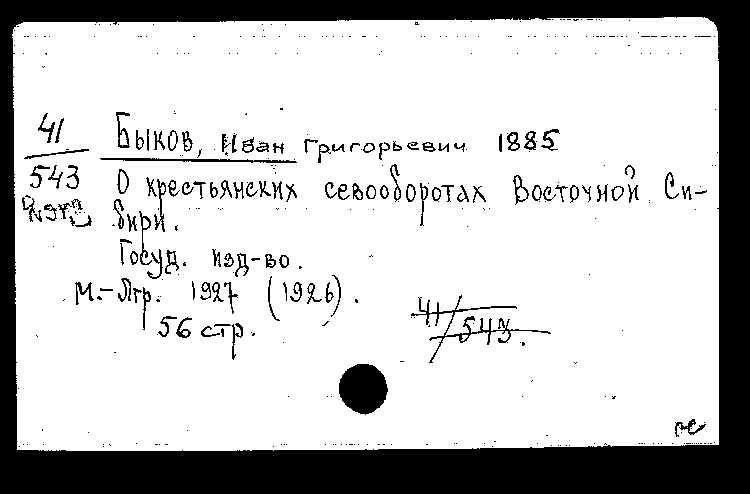 41
Быков, Иван Григорьевич 1885
543
О крестьянских севооборотах Восточной Си-
бири.
Госуд. изд-во.
М.-Лгр. 1927 (1926).
56 стр.
41/543.